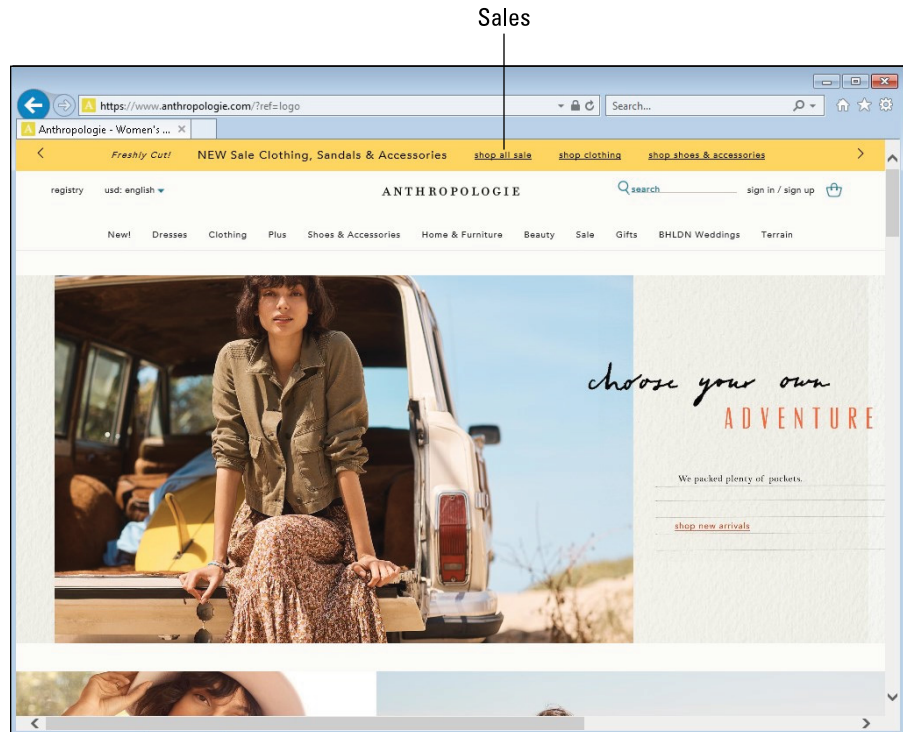 Sales
https://www.anthropologie.com/?ref=logo
Search...
Anthropologie - Women's ...
Freshly Cut! NEW Sale Clothing, Sandals & Accessories shop all sale shop clothing shop shoes & accessories
registry usd: english ANTHROPOLOGIE search sign in / sign up
New! Dresses Clothing Plus Shoes & Accessories Home & Furniture Beauty Sale Gifts BHLDN Weddings Terrain
choose your own
ADVENTURE
We packed plenty of pockets.
shop new arrivals